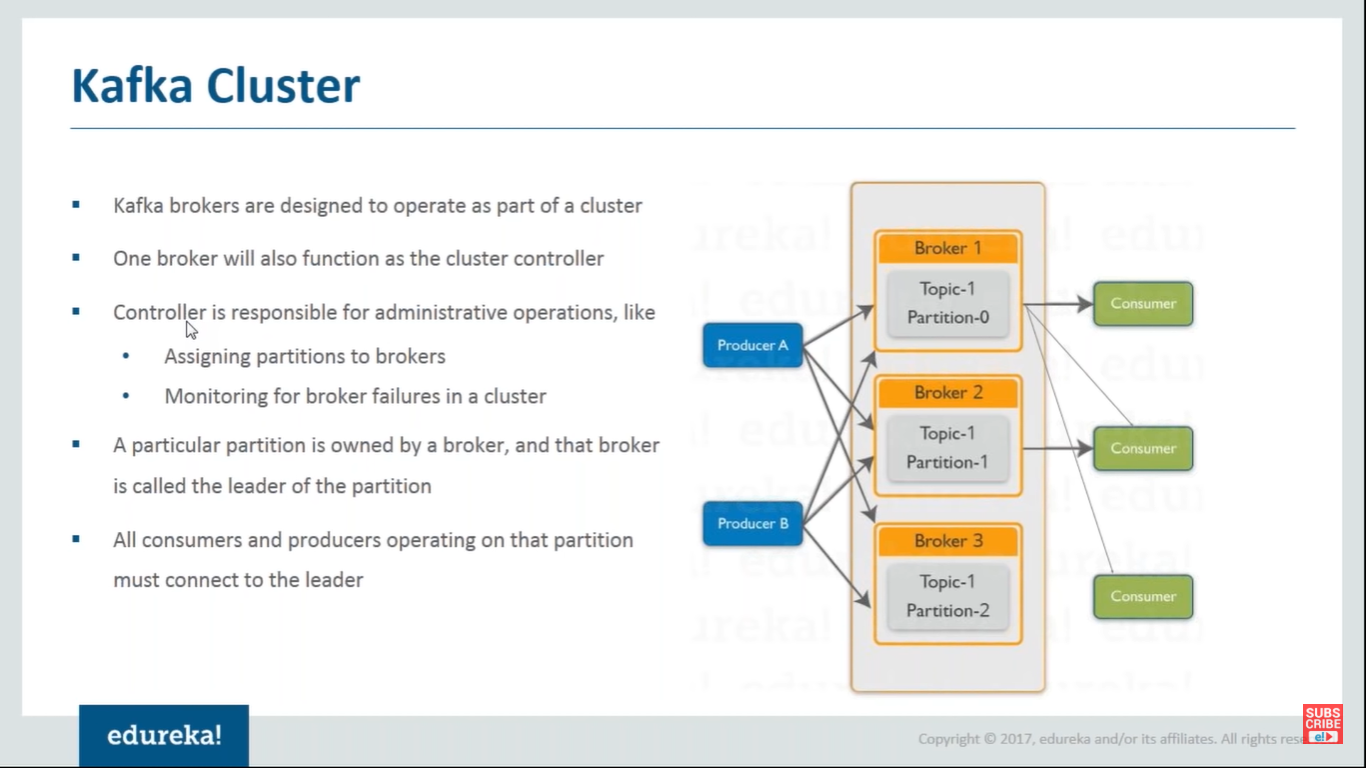 Kafka Cluster
Kafka brokers are designed to operate as part of a cluster
One broker will also function as the cluster controller
Controller is responsible for administrative operations, like
Assigning partitions to brokers
Monitoring for broker failures in a cluster
A particular partition is owned by a broker, and that broker
is called the leader of the partition
All consumers and producers operating on that partition
must connect to the leader
Producer A
Producer B
Broker 1
Topic-1
Partition-0
Broker 2
Topic-1
Partition-1
Broker 3
Topic-1
Partition-2
Consumer
Consumer
Consumer
edureka!
Copyright © 2017, edureka and/or its affiliates. All rights
SUBS
CRIBE
e!